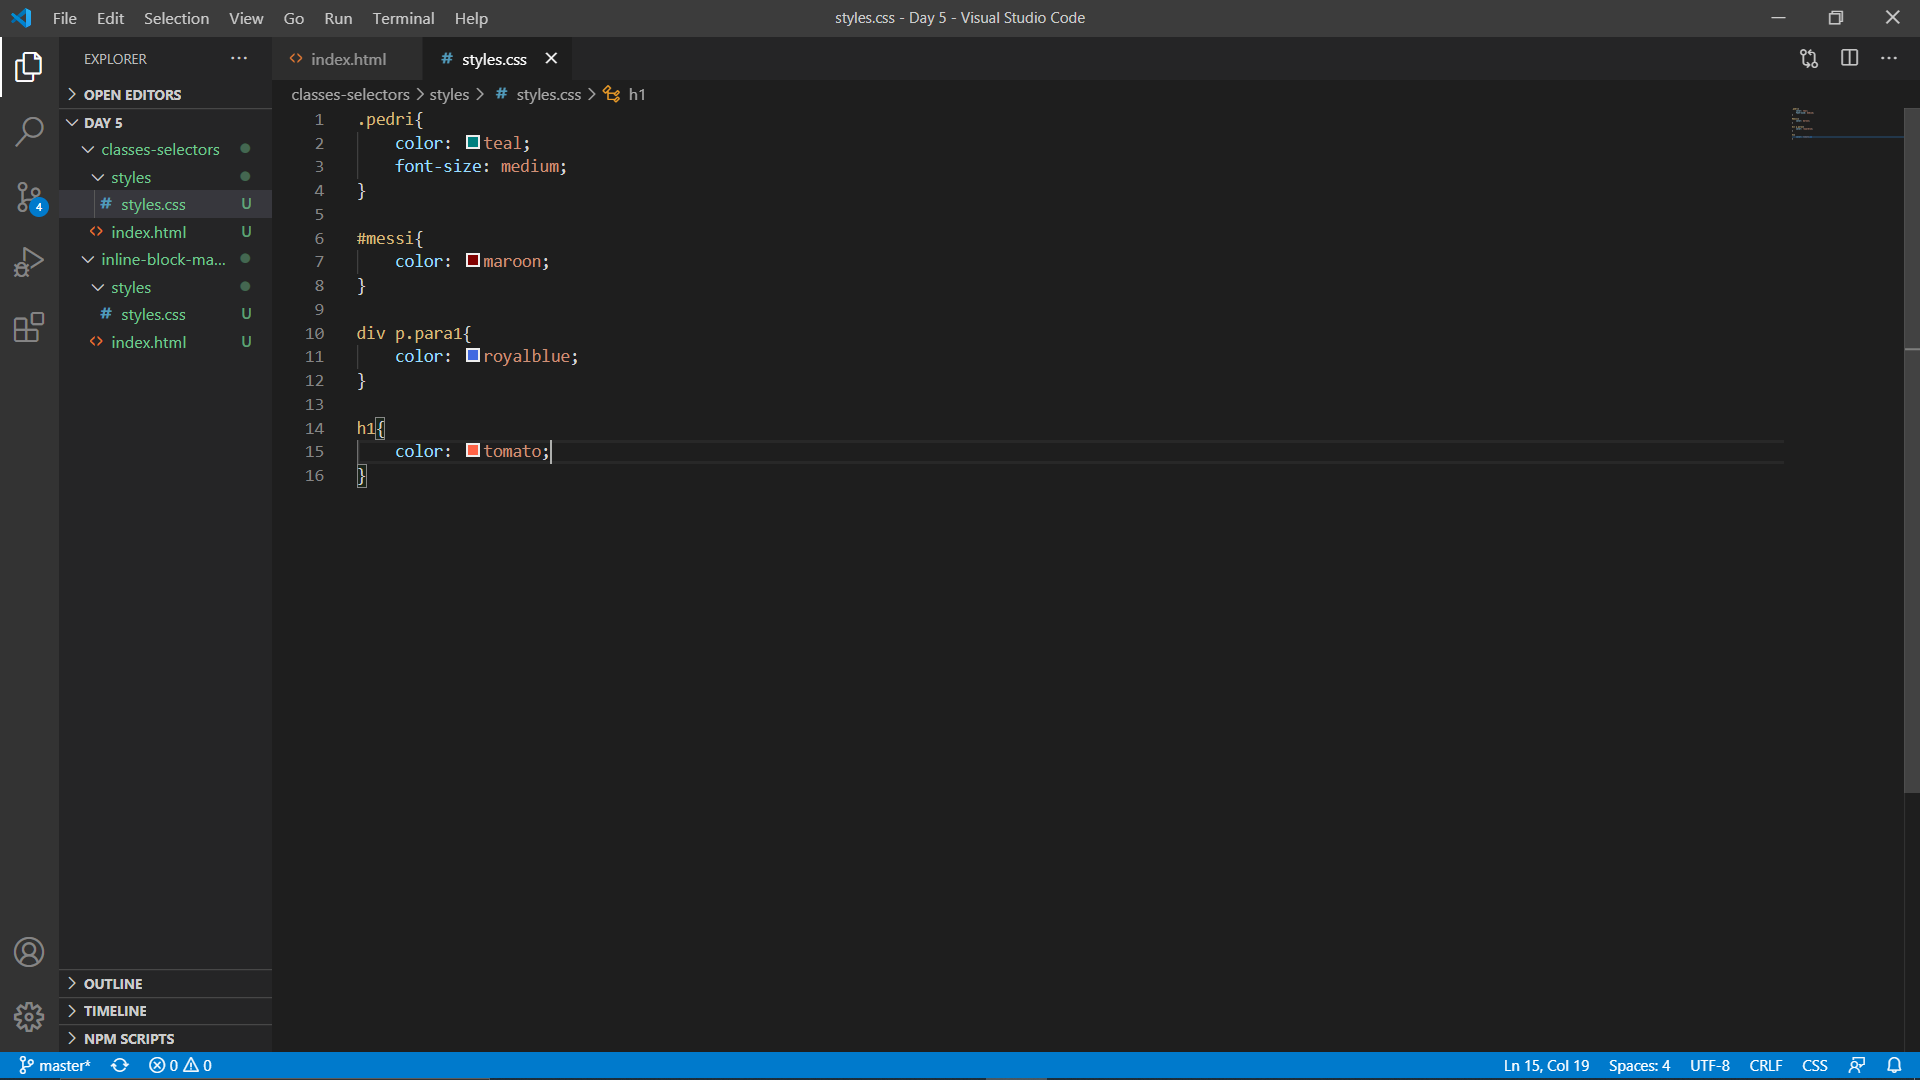 File Edit Selection View Go Run Terminal Help
styles.css - Day 5 - Visual Studio Code
EXPLORER
OPEN EDITORS
DAY 5
classes-selectors
styles
# styles.css U
<> index.html U
inline-block-ma...
styles
# styles.css U
<> index.html U
4
OUTLINE
TIMELINE
NPM SCRIPTS
<> index.html
# styles.css
classes-selectors > styles > # styles.css > h1
1 .pedri{
2 color: teal;
3 font-size: medium;
4 }
5
6 #messi{
7 color: maroon;
8 }
9
10 div p.para1{
11 color: royalblue;
12 }
13
14 h1{
15 color: tomato;
16 }
master* 0 0
Ln 15, Col 19 Spaces: 4 UTF-8 CRLF CSS